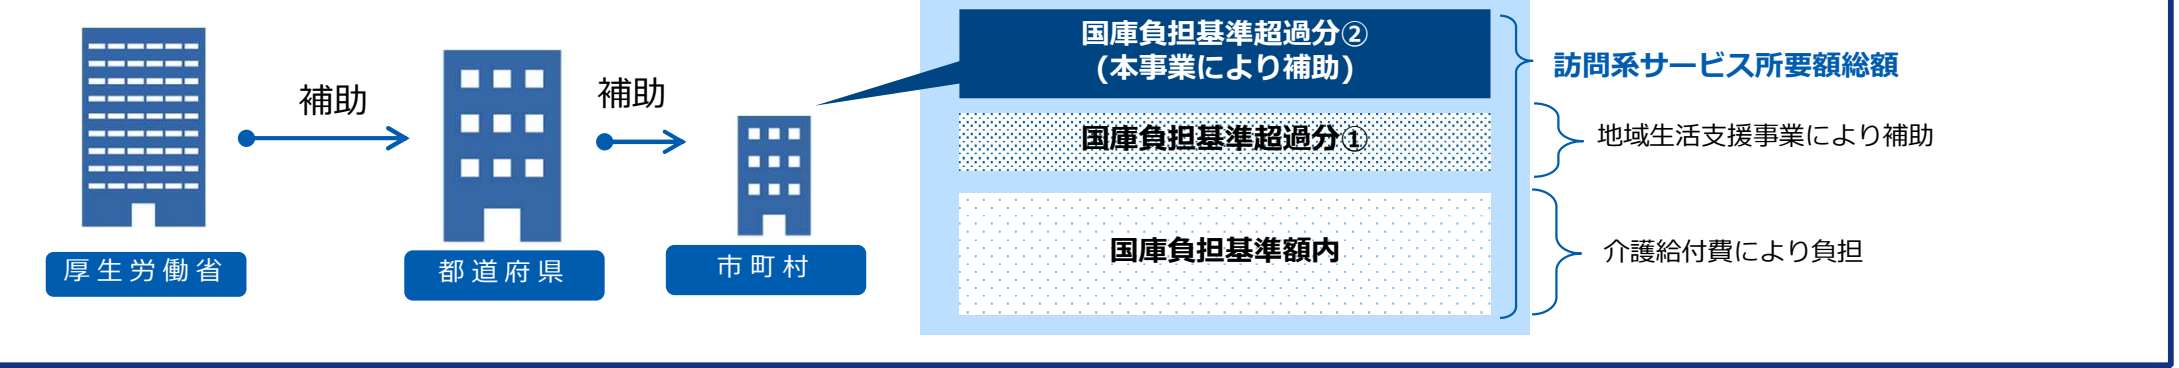 補助
補助
厚生労働省
都道府県
市町村
国庫負担基準超過分②
(本事業により補助)
国庫負担基準超過分①
国庫負担基準額内
訪問系サービス所要額総額
地域生活支援事業により補助
介護給付費により負担